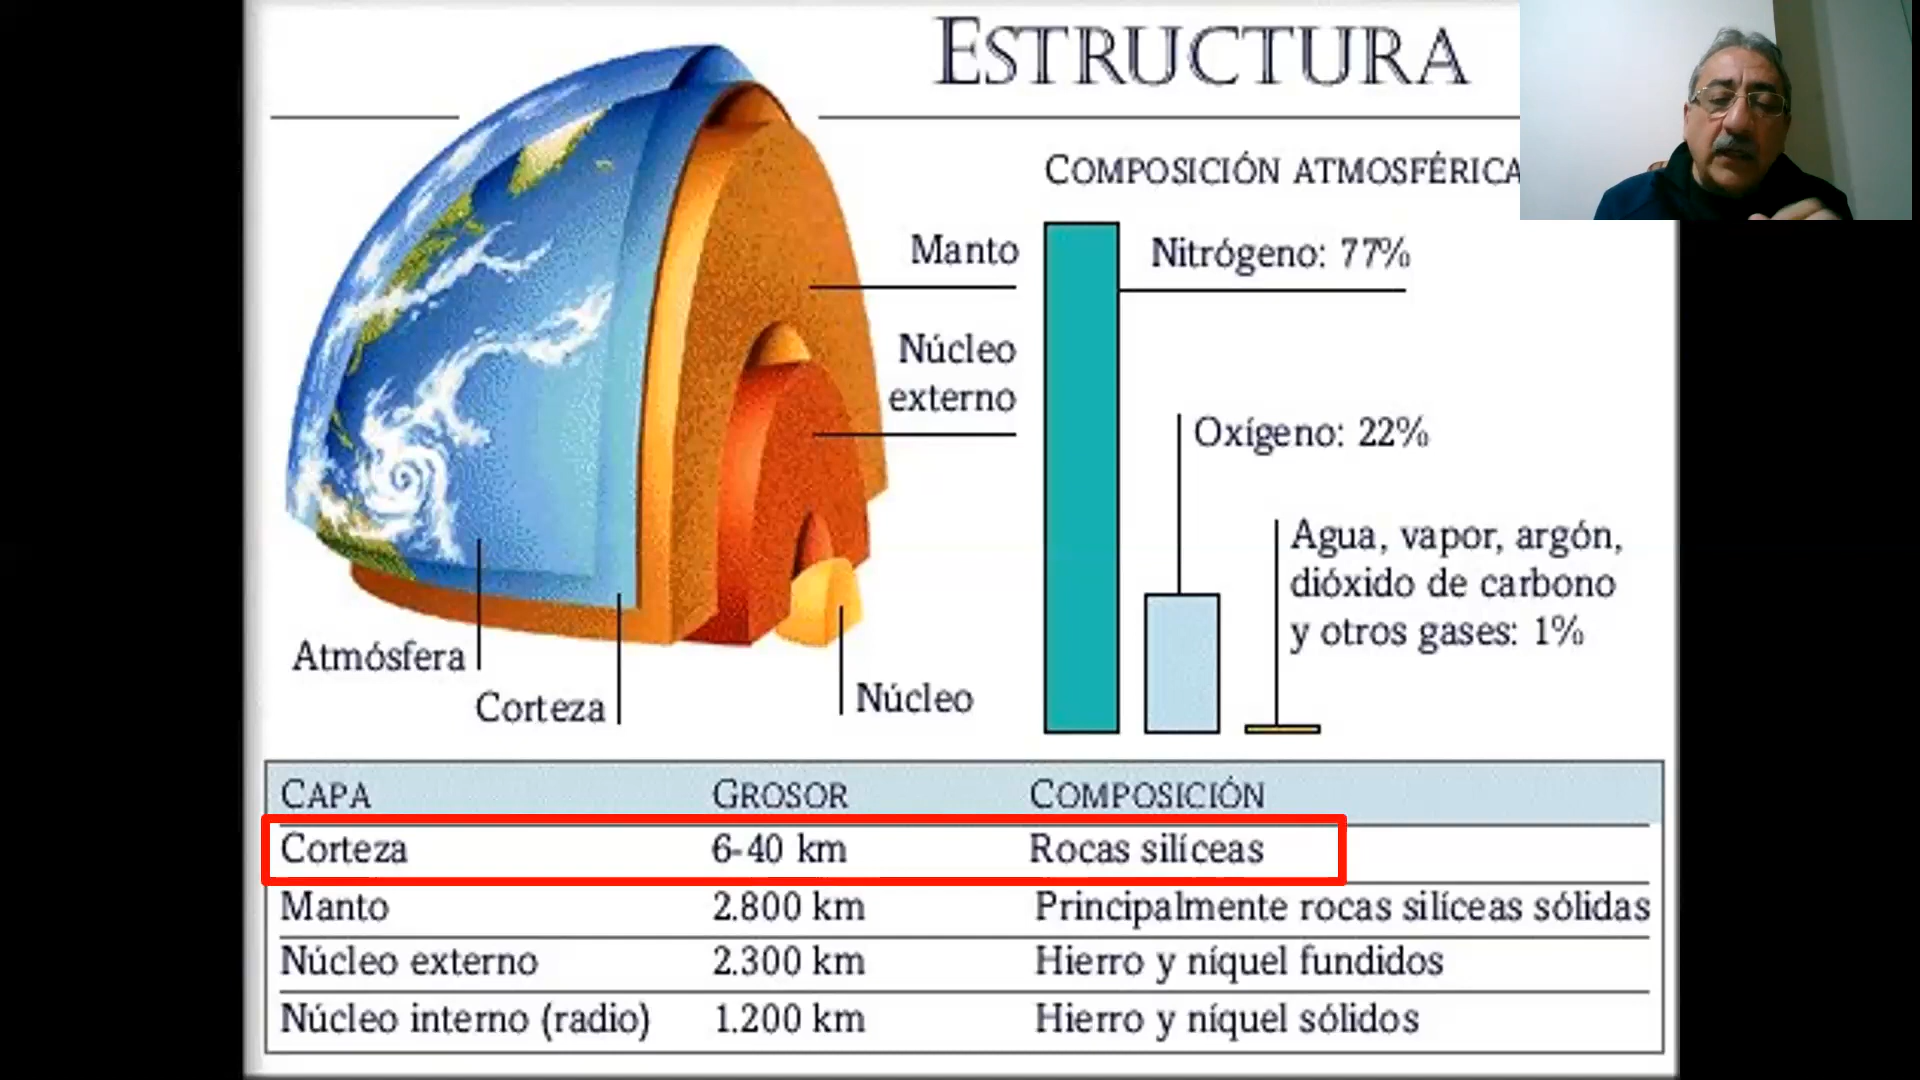 ESTRUCTURA
COMPOSICIÓN ATMOSFÉRICA
Manto
Nitrógeno: 77%
Núcleo
externo
Oxígeno: 22%
Agua, vapor, argón,
dióxido de carbono
y otros gases: 1%
Atmósfera
Corteza
Núcleo
CAPA GROSOR COMPOSICIÓN
Corteza 6-40 km Rocas silíceas
Manto 2.800 km Principalmente rocas silíceas sólidas
Núcleo externo 2.300 km Hierro y níquel fundidos
Núcleo interno (radio) 1.200 km Hierro y níquel sólidos